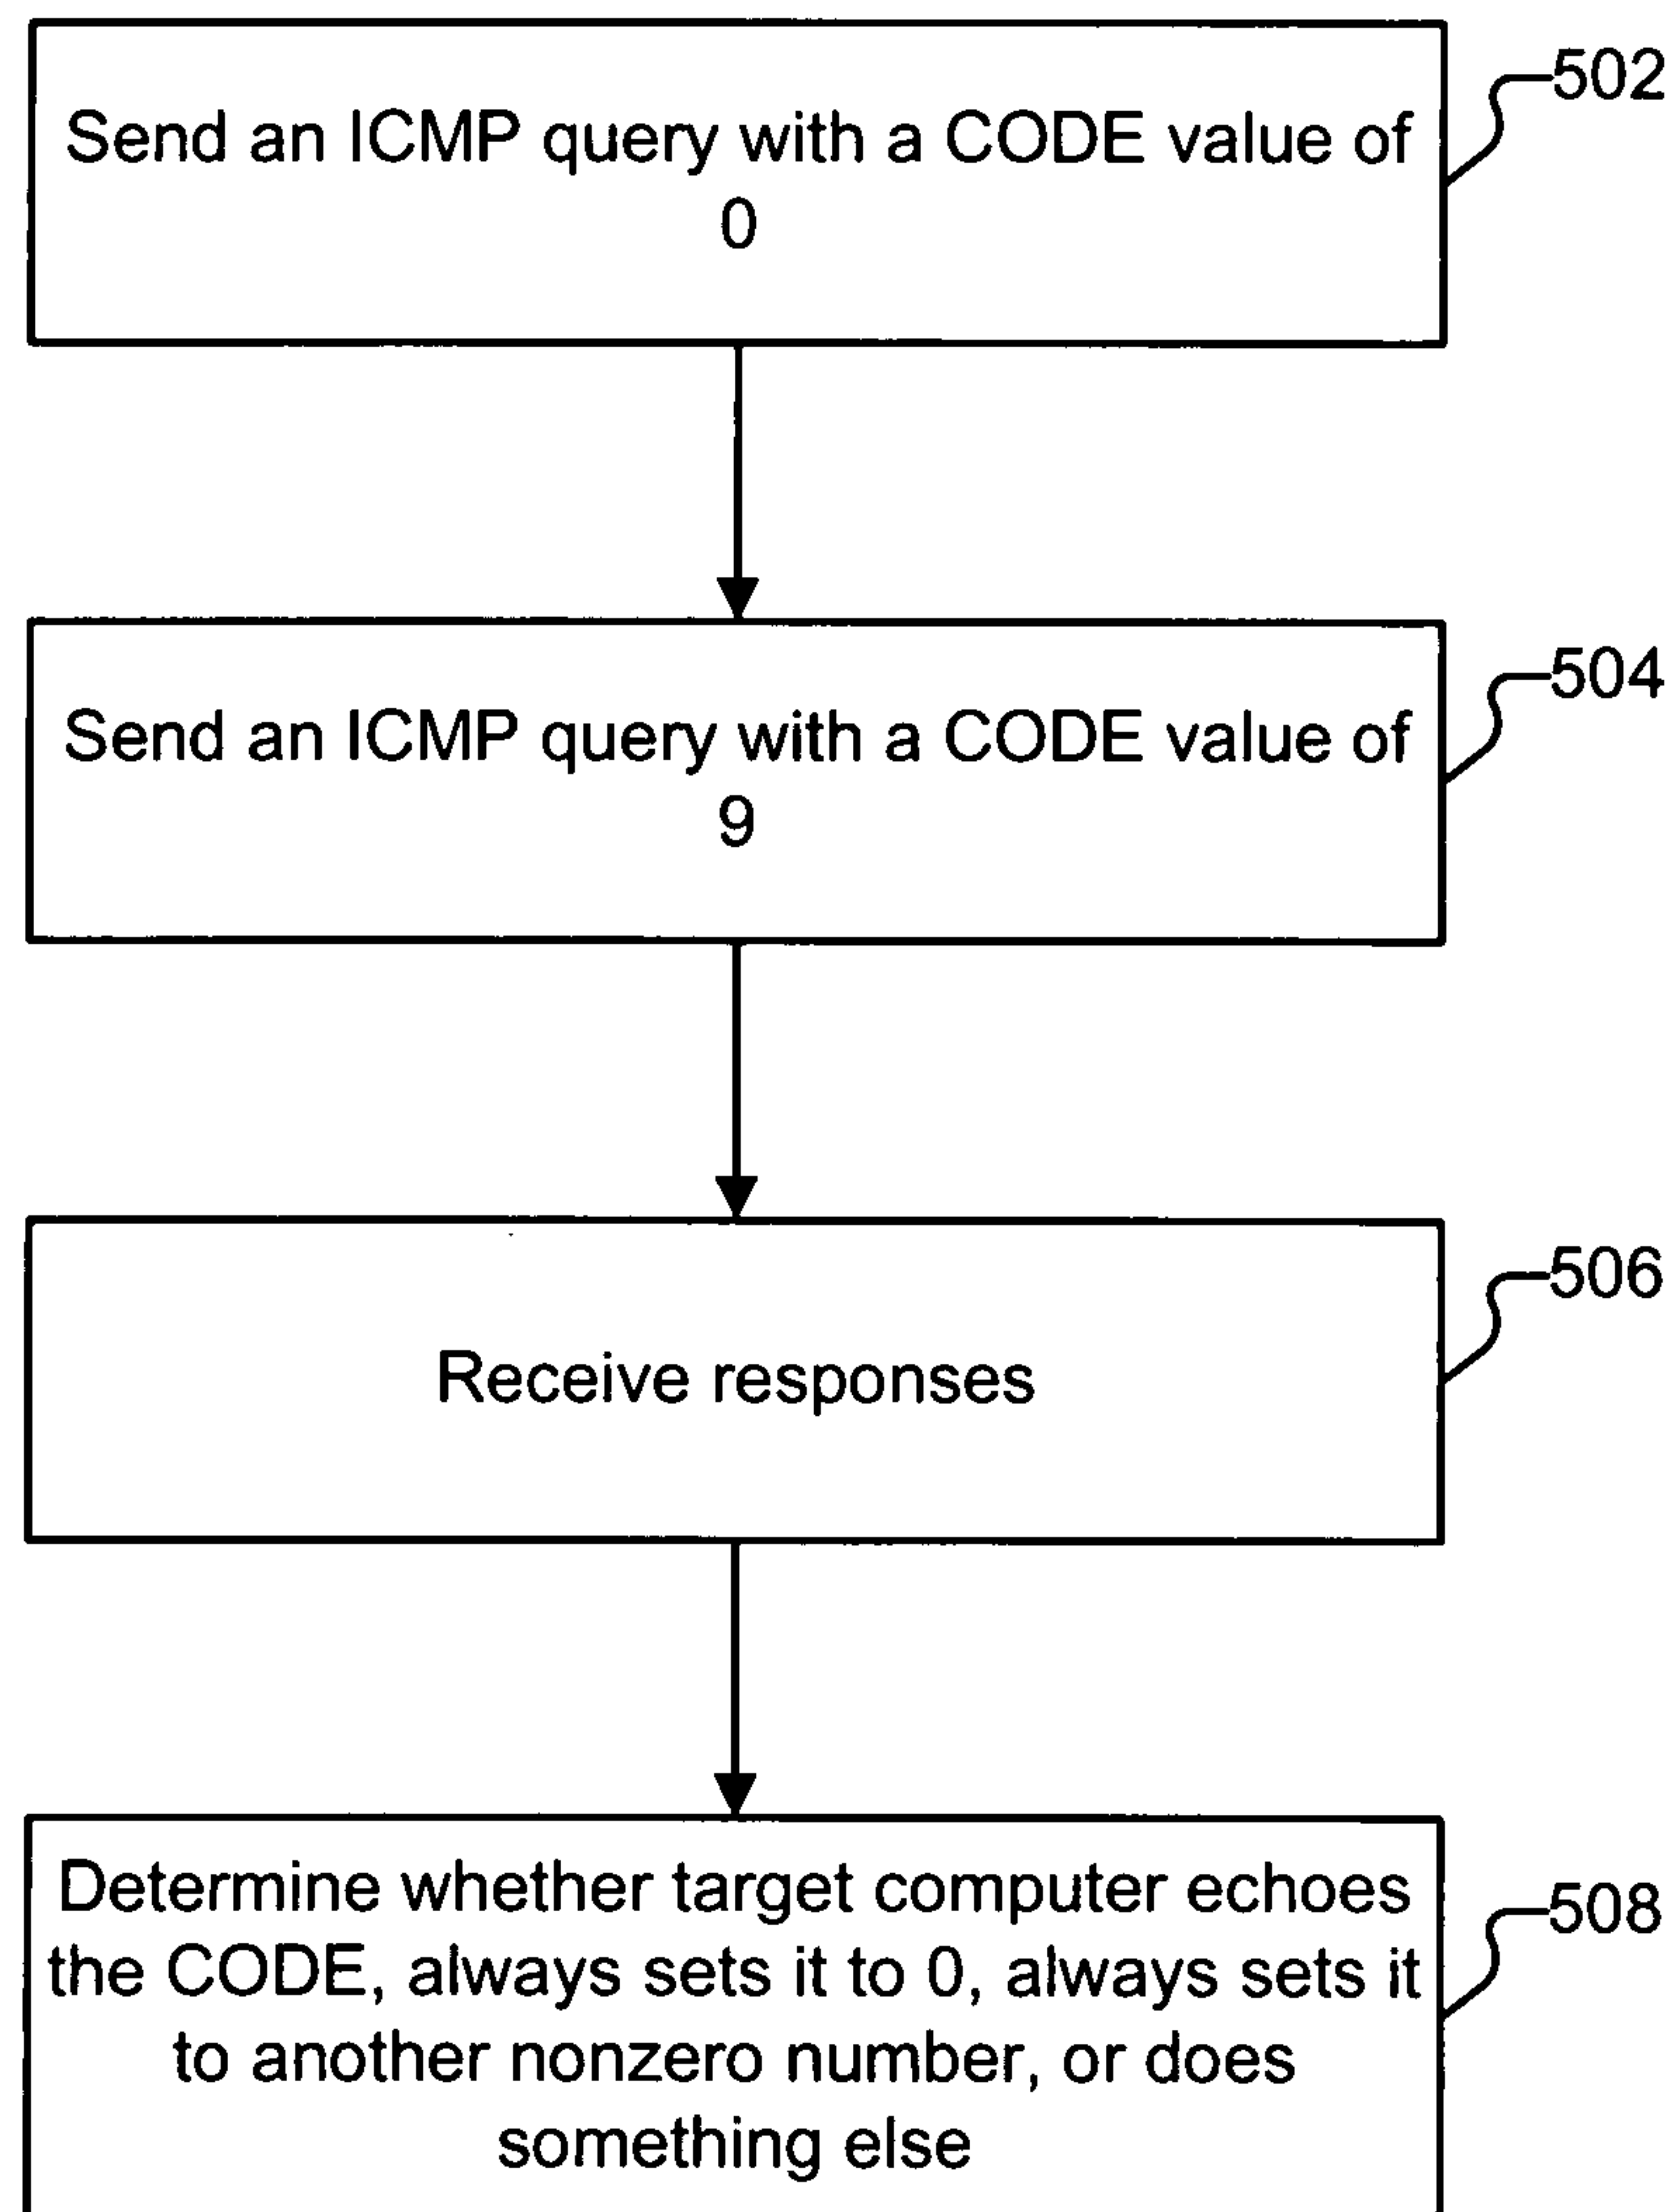 502
Send an ICMP query with a CODE value of
0
504
Send an ICMP query with a CODE value of
9
506
Receive responses
508
Determine whether target computer echoes
the CODE, always sets it to 0, always sets it
to another nonzero number, or does
something else